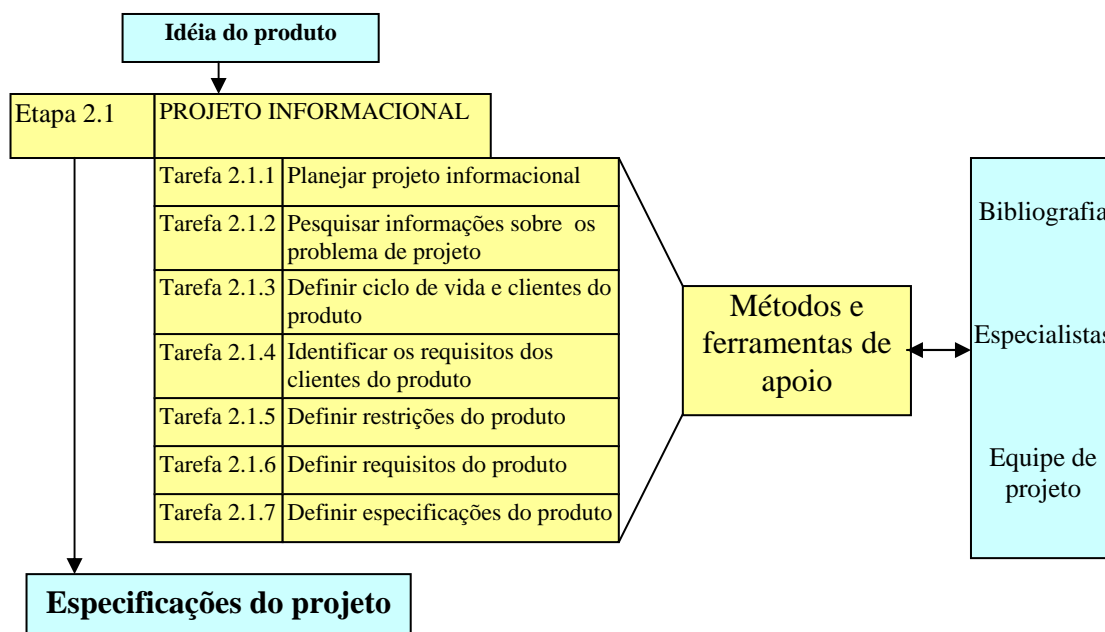 Idéia do produto
Etapa 2.1 PROJETO INFORMACIONAL
Tarefa 2.1.1 Planejar projeto informacional
Tarefa 2.1.2 Pesquisar informações sobre os
problema de projeto
Tarefa 2.1.3 Definir ciclo de vida e clientes do
produto
Tarefa 2.1.4 Identificar os requisitos dos
clientes do produto
Tarefa 2.1.5 Definir restrições do produto
Tarefa 2.1.6 Definir requisitos do produto
Tarefa 2.1.7 Definir especificações do produto
Métodos e
ferramentas de
apoio
Bibliografia
Especialistas
Equipe de
projeto
Especificações do projeto